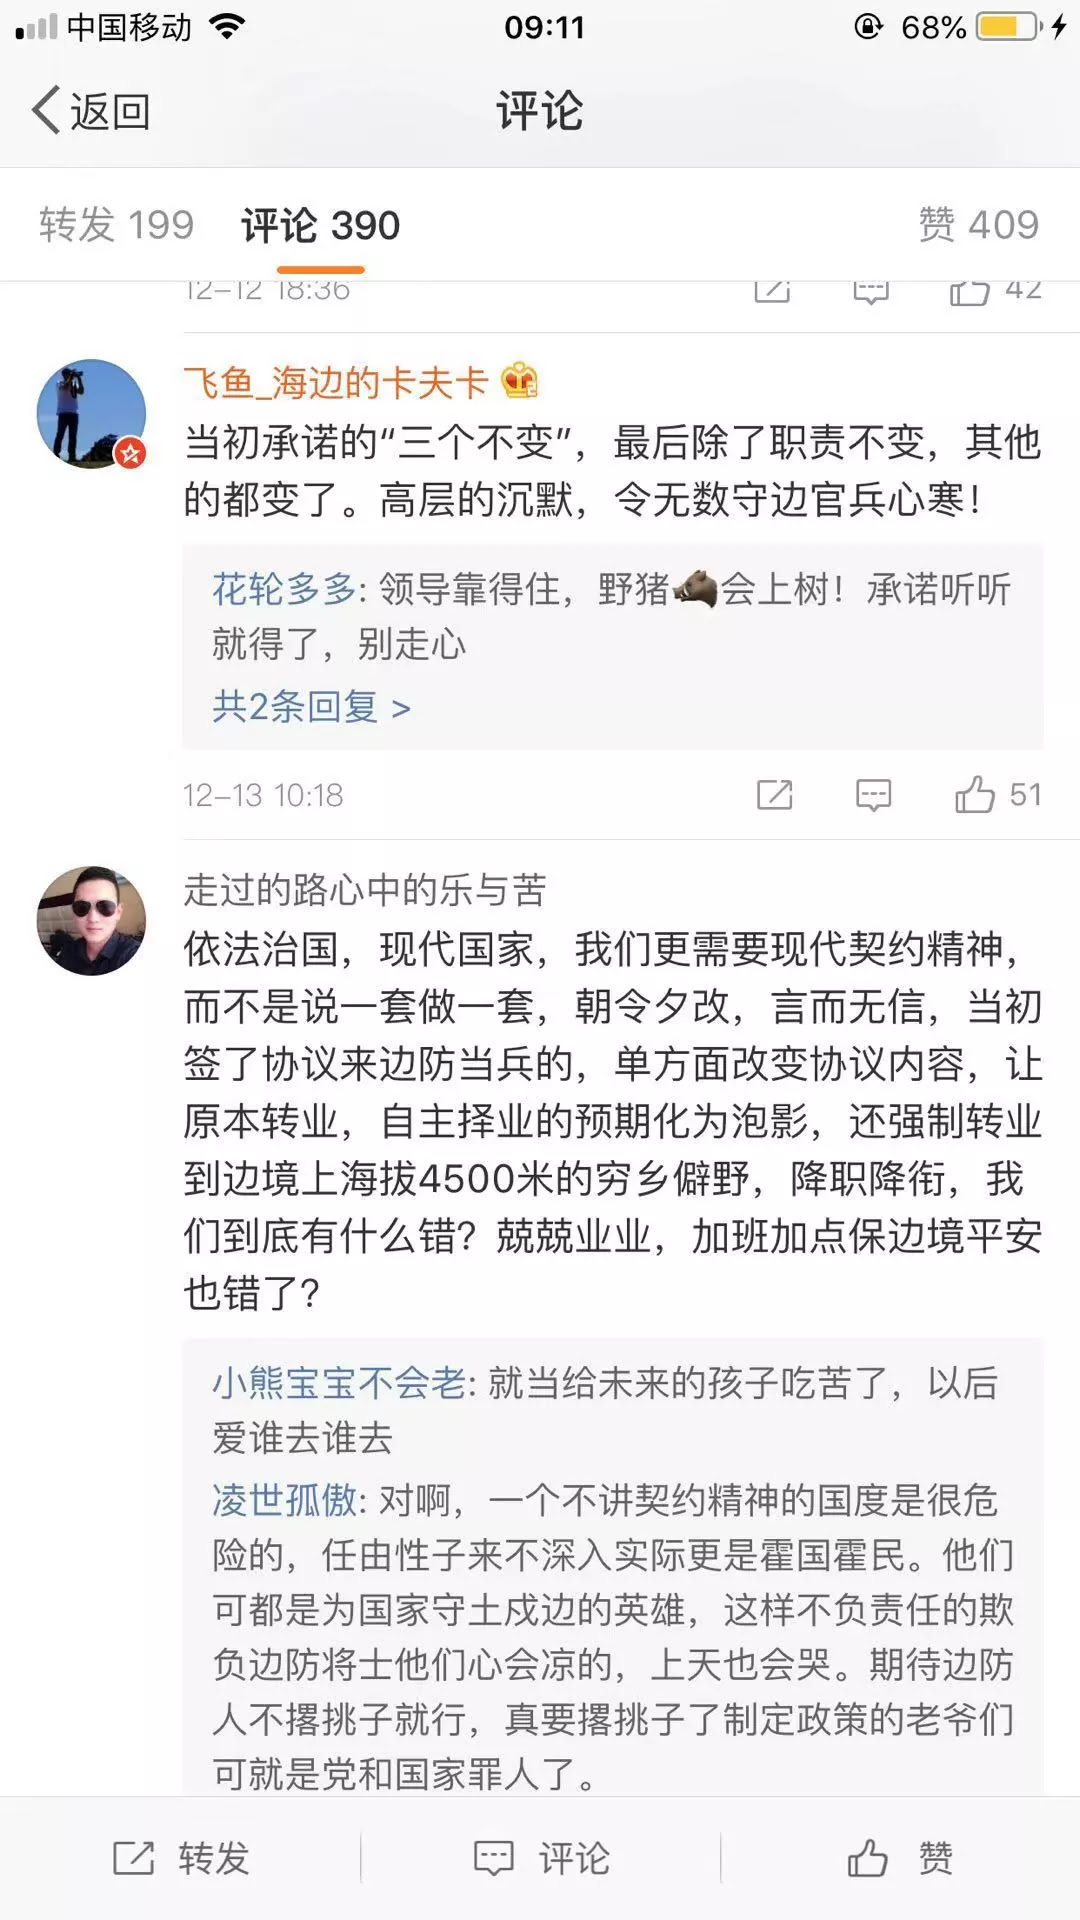 中国移动 09:11 68%
返回 评论
转发 199 评论 390 赞 409
12-12 18:36 42
飞鱼_海边的卡夫卡
当初承诺的“三个不变”，最后除了职责不变，其他
的都变了。高层的沉默，令无数守边官兵心寒！
花轮多多: 领导靠得住，野猪🐗会上树！承诺听听
就得了，别走心
共2条回复 >
12-13 10:18 51
走过的路心中的乐与苦
依法治国，现代国家，我们更需要现代契约精神，
而不是说一套做一套，朝令夕改，言而无信，当初
签了协议来边防当兵的，单方面改变协议内容，让
原本转业，自主择业的预期化为泡影，还强制转业
到边境上海拔4500米的穷乡僻野，降职降衔，我
们到底有什么错？兢兢业业，加班加点保边境平安
也错了？
小熊宝宝不会老: 就当给未来的孩子吃苦了，以后
爱谁去谁去
凌世孤傲: 对啊，一个不讲契约精神的国度是很危
险的，任由性子来不深入实际更是霍国霍民。他们
可都是为国家守土戍边的英雄，这样不负责任的欺
负边防将士他们心会凉的，上天也会哭。期待边防
人不撂挑子就行，真要撂挑子了制定政策的老爷们
可就是党和国家罪人了。
转发 评论 赞